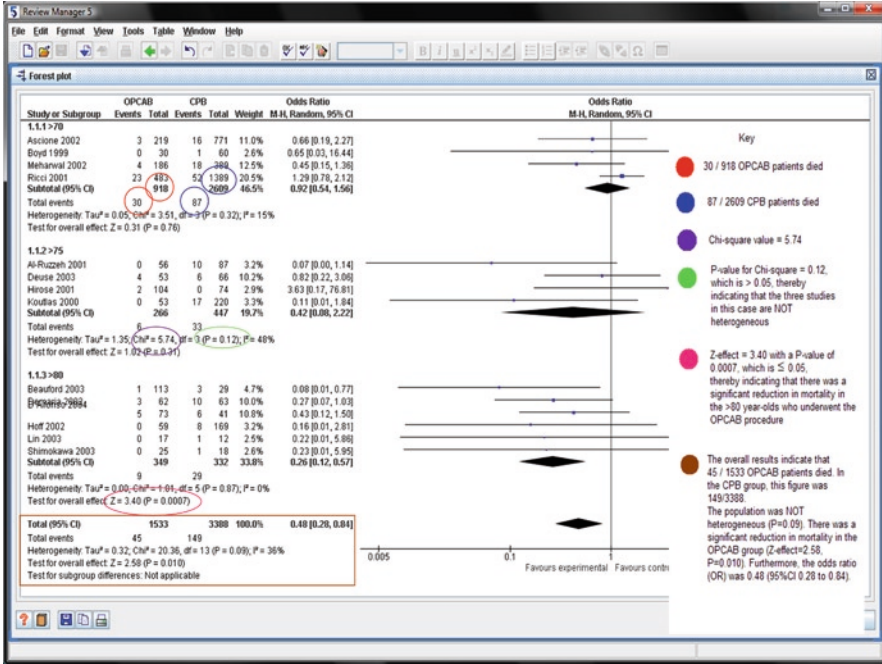 5 Review Manager 5
File Edit Format View Tools Table Window Help
Forest plot
OPCAB CPB Odds Ratio Odds Ratio
Study or Subgroup Events Total Events Total Weight M-H, Random, 95% CI M-H, Random, 95% CI
1.1.1 >70
Ascione 2002 3 219 16 771 11.0% 0.66 [0.19, 2.27]
Boyd 1999 0 30 1 60 2.6% 0.65 [0.03, 16.44]
Meharwal 2002 4 186 18 389 12.5% 0.45 [0.15, 1.36]
Ricci 2001 23 483 52 1389 20.5% 1.29 [0.78, 2.12]
Subtotal (95% CI) 918 2609 46.5% 0.92 [0.54, 1.56]
Total events 30 87
Heterogeneity: Tau² = 0.05; Chi² = 3.51, df = 3 (P = 0.32); I² = 15%
Test for overall effect: Z = 0.31 (P = 0.76)
1.1.2 >75
Al-Ruzzeh 2001 0 56 10 87 3.2% 0.07 [0.00, 1.14]
Deuse 2003 4 53 6 66 10.2% 0.82 [0.22, 3.06]
Hirose 2001 2 104 0 74 2.9% 3.63 [0.17, 76.81]
Koutlas 2000 0 53 17 220 3.3% 0.11 [0.01, 1.84]
Subtotal (95% CI) 266 447 19.7% 0.42 [0.08, 2.22]
Total events 6 33
Heterogeneity: Tau² = 1.35; Chi² = 5.74, df = 3 (P = 0.12); I² = 48%
Test for overall effect: Z = 1.02 (P = 0.31)
1.1.3 >80
Beauford 2003 1 113 3 29 4.7% 0.08 [0.01, 0.77]
3 62 10 63 10.0% 0.27 [0.07, 1.03]
D'Alfonso 2004
5 73 6 41 10.8% 0.43 [0.12, 1.50]
Hoff 2002 0 59 8 169 3.2% 0.16 [0.01, 2.81]
Lin 2003 0 17 1 12 2.5% 0.22 [0.01, 5.86]
Shimokawa 2003 0 25 1 18 2.6% 0.23 [0.01, 5.95]
Subtotal (95% CI) 349 332 33.8% 0.26 [0.12, 0.57]
Total events 9 29
Heterogeneity: Tau² = 0.00; Chi² = 1.81, df = 5 (P = 0.87); I² = 0%
Test for overall effect: Z = 3.40 (P = 0.0007)
Total (95% CI) 1533 3388 100.0% 0.48 [0.28, 0.84]
Total events 45 149
Heterogeneity: Tau² = 0.32; Chi² = 20.36, df = 13 (P = 0.09); I² = 36%
Test for overall effect: Z = 2.58 (P = 0.010)
Test for subgroup differences: Not applicable
0.005 0.1 1
Favours experimental Favours contr
Key
30 / 918 OPCAB patients died
87 / 2609 CPB patients died
Chi-square value = 5.74
P-value for Chi-square = 0.12,
which is > 0.05, thereby
indicating that the three studies
in this case are NOT
heterogeneous
Z-effect = 3.40 with a P-value of
0.0007, which is ≤ 0.05,
thereby indicating that there was a
significant reduction in mortality in
the >80 year-olds who underwent the
OPCAB procedure
The overall results indicate that
45 / 1533 OPCAB patients died. In
the CPB group, this figure was
149/3388.
The population was NOT
heterogeneous (P=0.09). There was a
significant reduction in mortality in the
OPCAB group (Z-effect=2.58,
P=0.010). Furthermore, the odds ratio
(OR) was 0.48 (95%CI 0.28 to 0.84).